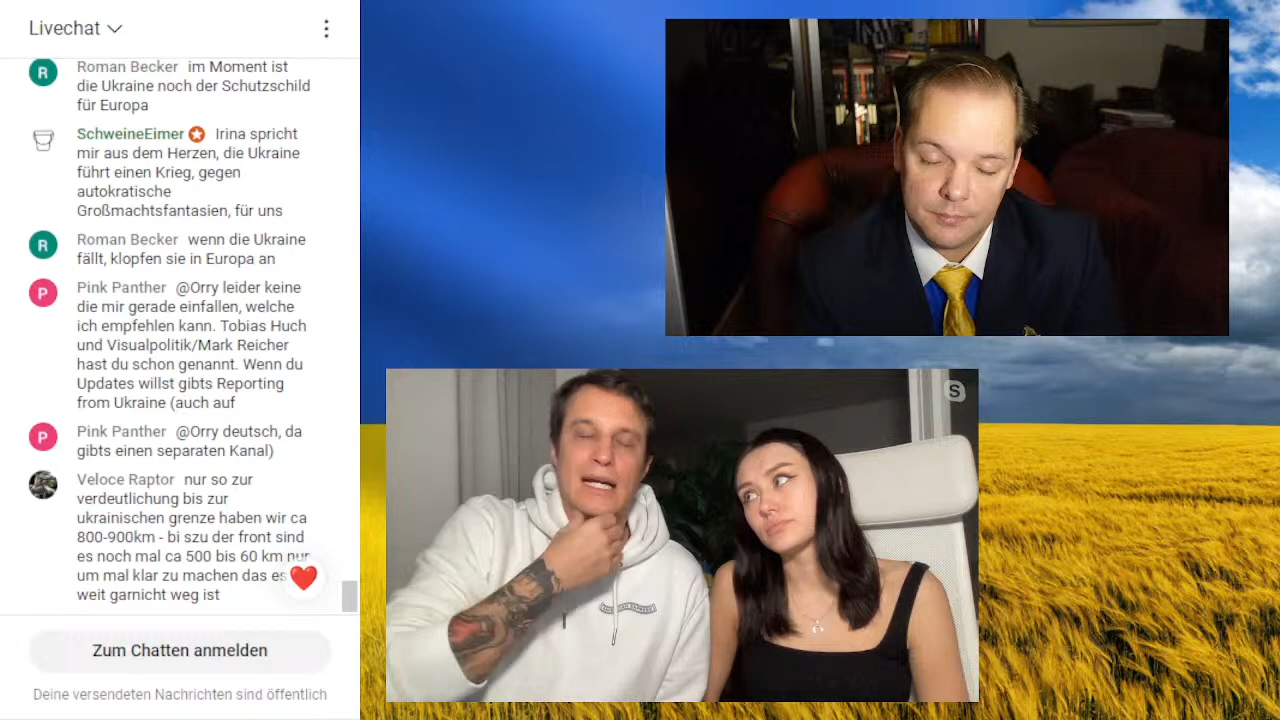 Livechat
Roman Becker im Moment ist
die Ukraine noch der Schutzschild
für Europa
SchweineEimer Irina spricht
mir aus dem Herzen, die Ukraine
führt einen Krieg, gegen
autokratische
Großmachtsfantasien, für uns
Roman Becker wenn die Ukraine
fällt, klopfen sie in Europa an
Pink Panther @Orry leider keine
die mir gerade einfallen, welche
ich empfehlen kann. Tobias Huch
und Visualpolitik/Mark Reicher
hast du schon genannt. Wenn du
Updates willst gibts Reporting
from Ukraine (auch auf
Pink Panther @Orry deutsch, da
gibts einen separaten Kanal)
Veloce Raptor nur so zur
verdeutlichung bis zur
ukrainischen grenze haben wir ca
800-900km - bi szu der front sind
es noch mal ca 500 bis 60 km nur
um mal klar zu machen das es
weit garnicht weg ist
Zum Chatten anmelden
Deine versendeten Nachrichten sind öffentlich
R
R
P
P
S